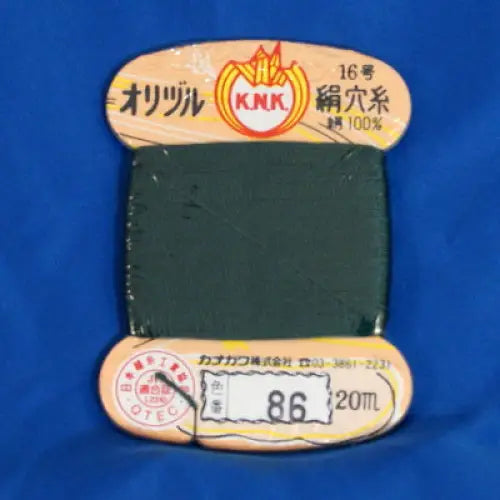 16号
オリヅル K.N.K. 絹穴糸
絹100%
カナガワ株式会社 ☎03-3861-2231
色番 86 20m
QTEC